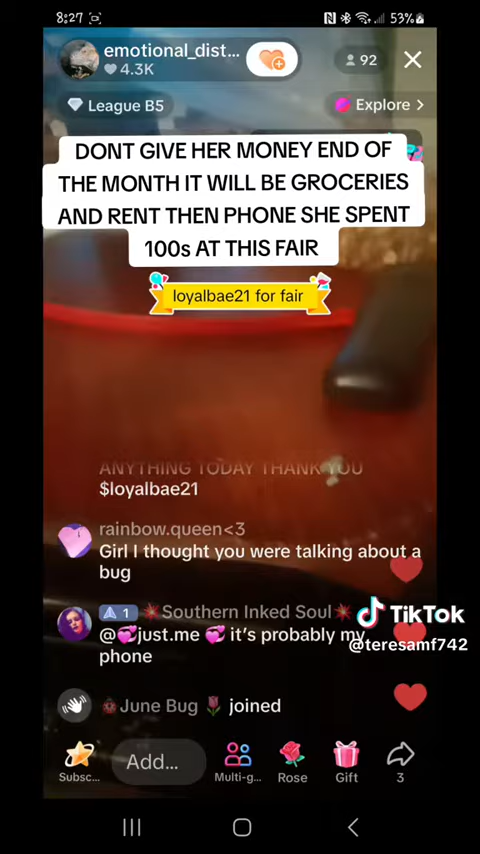 8:27
53%
emotional_dist...
4.3K
92
League B5
Explore >
DONT GIVE HER MONEY END OF
THE MONTH IT WILL BE GROCERIES
AND RENT THEN PHONE SHE SPENT
100s AT THIS FAIR
loyalbae21 for fair
ANYTHING TODAY THANK YOU
$loyalbae21
rainbow.queen<3
Girl I thought you were talking about a
bug
1 💥Southern Inked Soul💥
@💞just.me 💞 it's probably my
phone
TikTok
@teresamf742
🐞June Bug 🌷 joined
Subsc...
Add...
Multi-g...
Rose
Gift
3